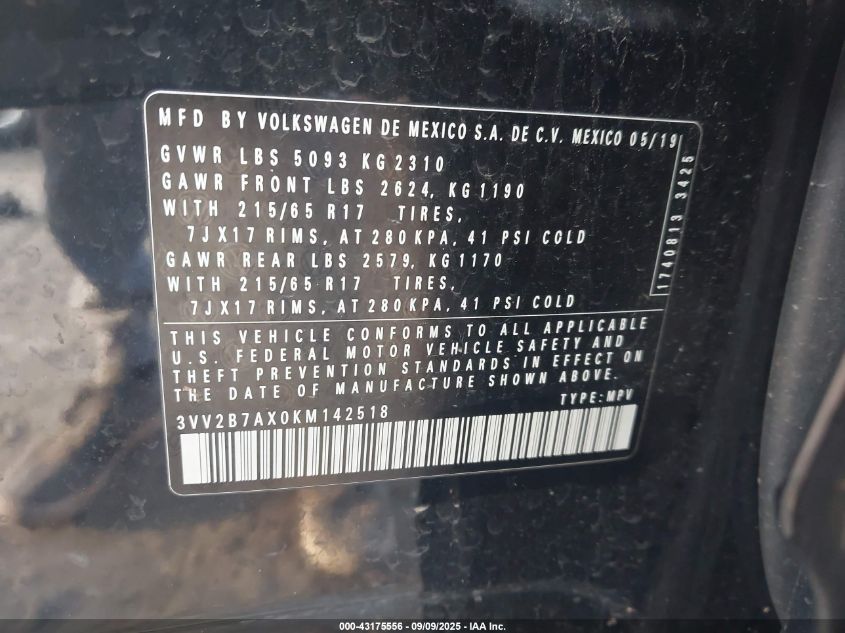 MFD BY VOLKSWAGEN DE MEXICO S.A. DE C.V. MEXICO 05/19
GVWR LBS 5093 KG 2310
GAWR FRONT LBS 2624, KG 1190
WITH 215/65 R17 TIRES,
7JX17 RIMS, AT 280 KPA, 41 PSI COLD
GAWR REAR LBS 2579, KG 1170
WITH 215/65 R17 TIRES,
7JX17 RIMS, AT 280 KPA, 41 PSI COLD
1740813 3425
THIS VEHICLE CONFORMS TO ALL APPLICABLE
U.S. FEDERAL MOTOR VEHICLE SAFETY AND
THEFT PREVENTION STANDARDS IN EFFECT ON
THE DATE OF MANUFACTURE SHOWN ABOVE.
TYPE: MPV
3VV2B7AX0KM142518
000-43175556 - 09/09/2025 - IAA Inc.